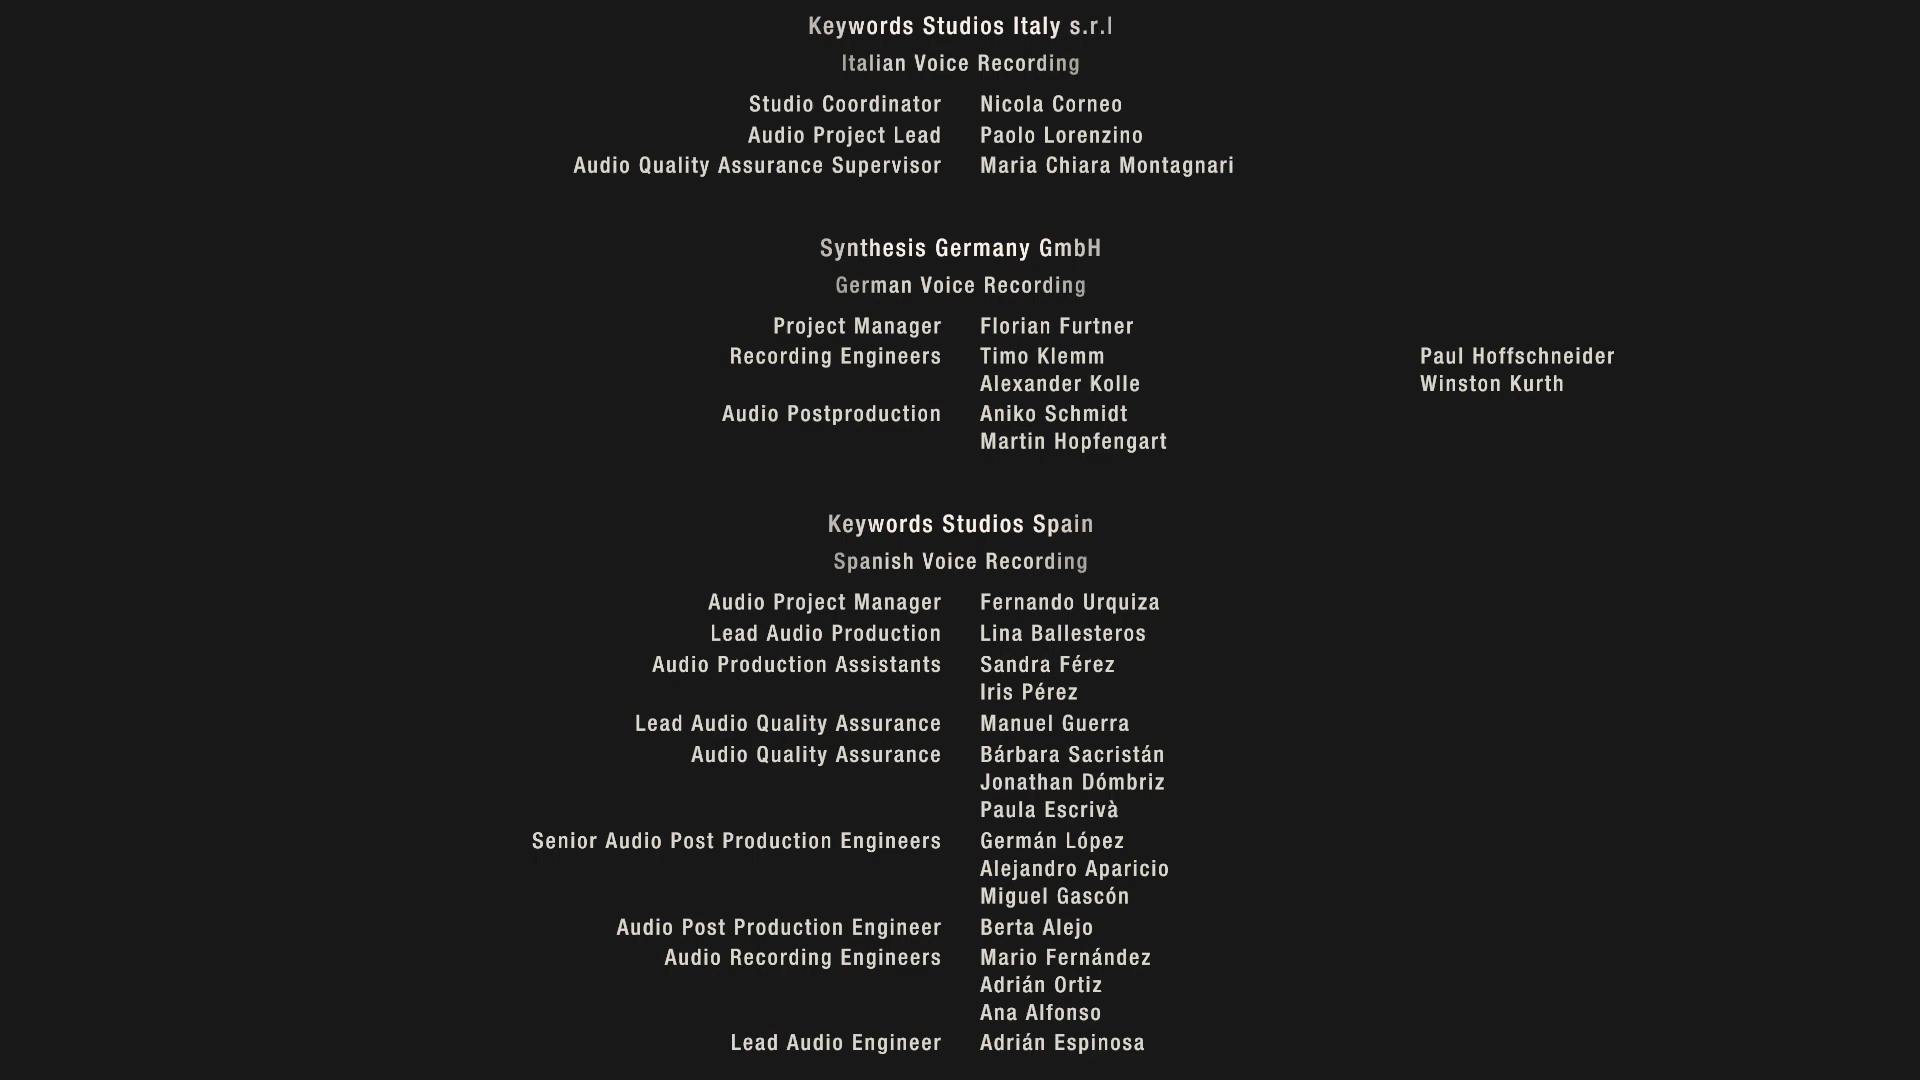 Keywords Studios Italy s.r.l
Italian Voice Recording
Studio Coordinator Nicola Corneo
Audio Project Lead Paolo Lorenzino
Audio Quality Assurance Supervisor Maria Chiara Montagnari
Synthesis Germany GmbH
German Voice Recording
Project Manager Florian Furtner
Recording Engineers Timo Klemm Paul Hoffschneider
Alexander Kolle Winston Kurth
Audio Postproduction Aniko Schmidt
Martin Hopfengart
Keywords Studios Spain
Spanish Voice Recording
Audio Project Manager Fernando Urquiza
Lead Audio Production Lina Ballesteros
Audio Production Assistants Sandra Férez
Iris Pérez
Lead Audio Quality Assurance Manuel Guerra
Audio Quality Assurance Bárbara Sacristán
Jonathan Dómbriz
Paula Escrivà
Senior Audio Post Production Engineers Germán López
Alejandro Aparicio
Miguel Gascón
Audio Post Production Engineer Berta Alejo
Audio Recording Engineers Mario Fernández
Adrián Ortiz
Ana Alfonso
Lead Audio Engineer Adrián Espinosa